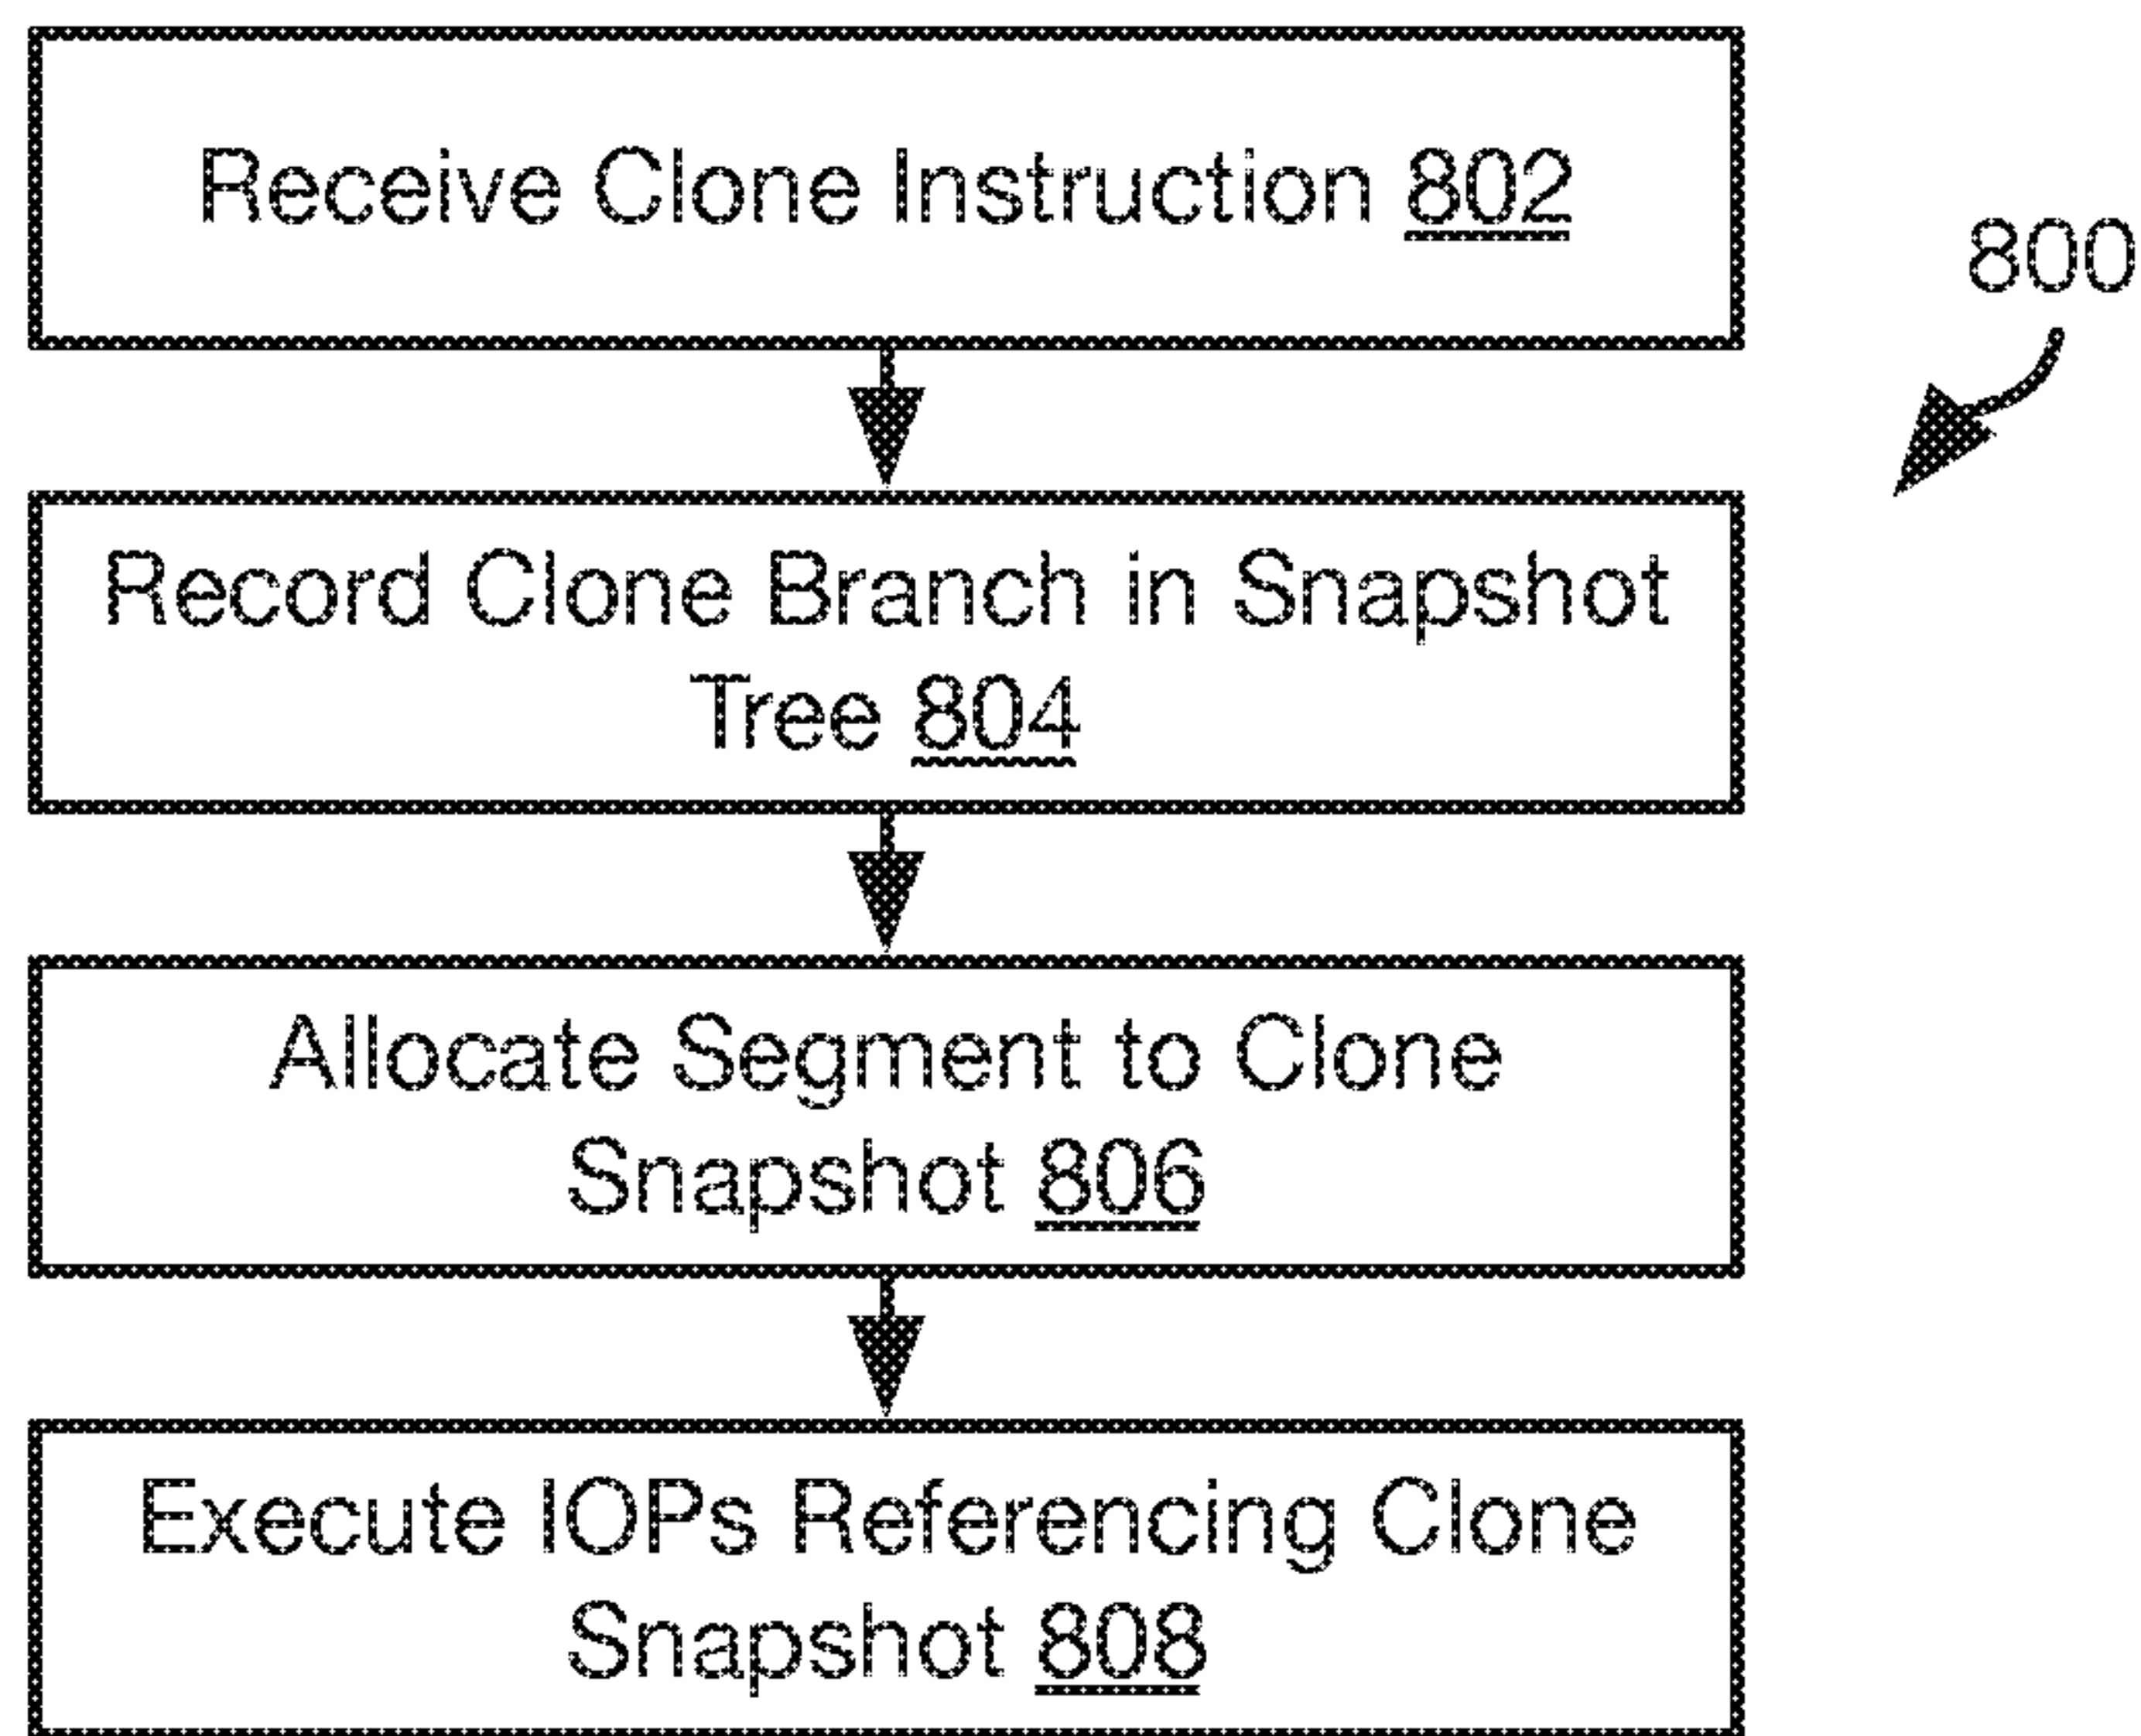 Receive Clone Instruction 802
800
Record Clone Branch in Snapshot
Tree 804
Allocate Segment to Clone
Snapshot 806
Execute IOPs Referencing Clone
Snapshot 808